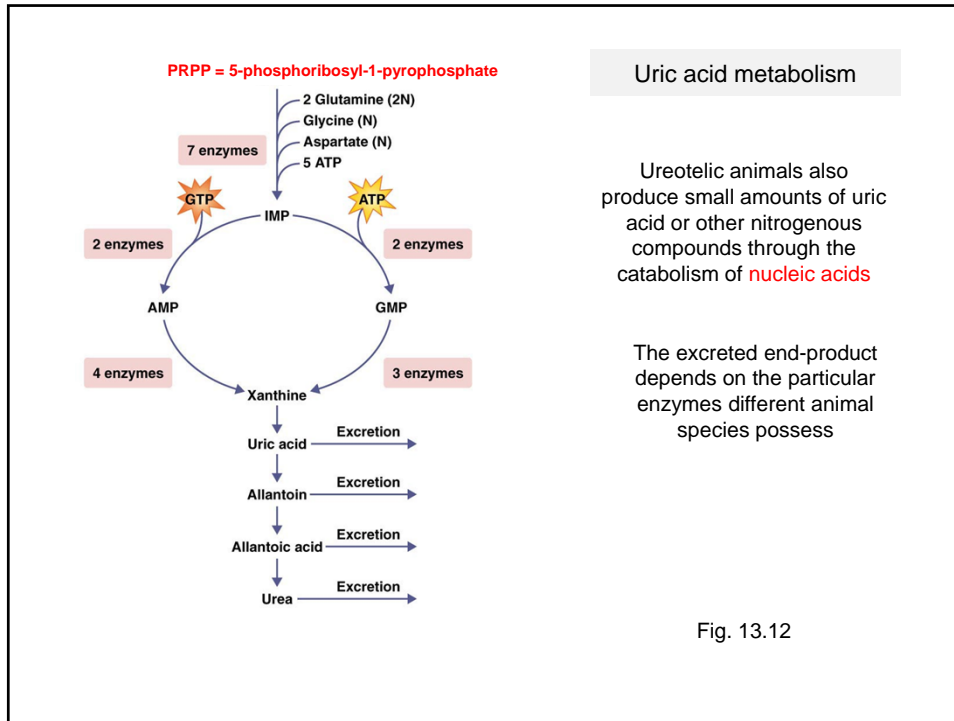 PRPP = 5-phosphoribosyl-1-pyrophosphate
2 Glutamine (2N)
Glycine (N)
Aspartate (N)
5 ATP
7 enzymes
GTP
ATP
IMP
2 enzymes
2 enzymes
AMP
GMP
4 enzymes
3 enzymes
Xanthine
Uric acid
Excretion
Allantoin
Excretion
Allantoic acid
Excretion
Urea
Excretion
Uric acid metabolism
Ureotelic animals also
produce small amounts of uric
acid or other nitrogenous
compounds through the
catabolism of nucleic acids
The excreted end-product
depends on the particular
enzymes different animal
species possess
Fig. 13.12